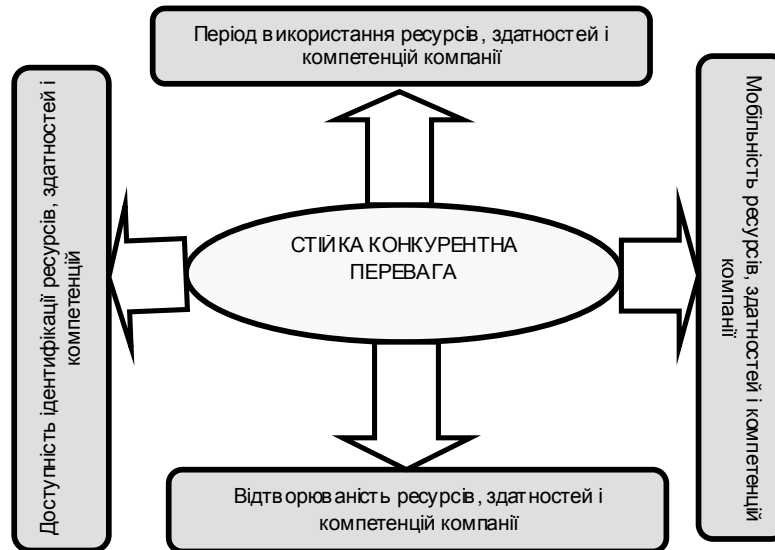 Період використання ресурсів, здатностей і
компетенцій компанії
Доступність ідентифікації ресурсів, здатностей і
компетенцій
СТІЙКА КОНКУРЕНТНА
ПЕРЕВАГА
Мобільність ресурсів, здатностей і компетенцій
компанії
Відтворюваність ресурсів, здатностей і
компетенцій компанії